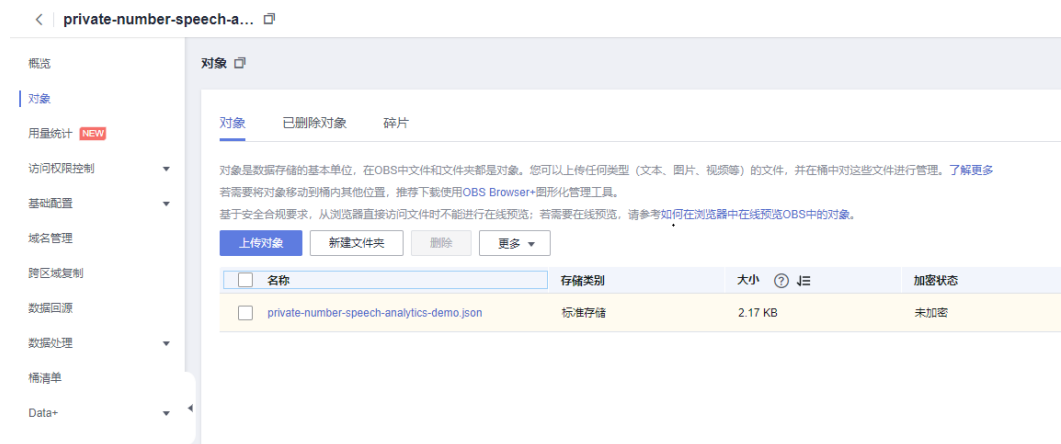 private-number-speech-a...
概览
对象
用量统计 NEW
访问权限控制
基础配置
域名管理
跨区域复制
数据回源
数据处理
桶清单
Data+
对象
对象 已删除对象 碎片
对象是数据存储的基本单位，在OBS中文件和文件夹都是对象。您可以上传任何类型（文本、图片、视频等）的文件，并在桶中对这些文件进行管理。了解更多
若需要将对象移动到桶内其他位置，推荐下载使用OBS Browser+图形化管理工具。
基于安全合规要求，从浏览器直接访问文件时不能进行在线预览；若需要在线预览，请参考如何在浏览器中在线预览OBS中的对象。
上传对象 新建文件夹 删除 更多
名称 存储类别 大小 加密状态
private-number-speech-analytics-demo.json 标准存储 2.17 KB 未加密